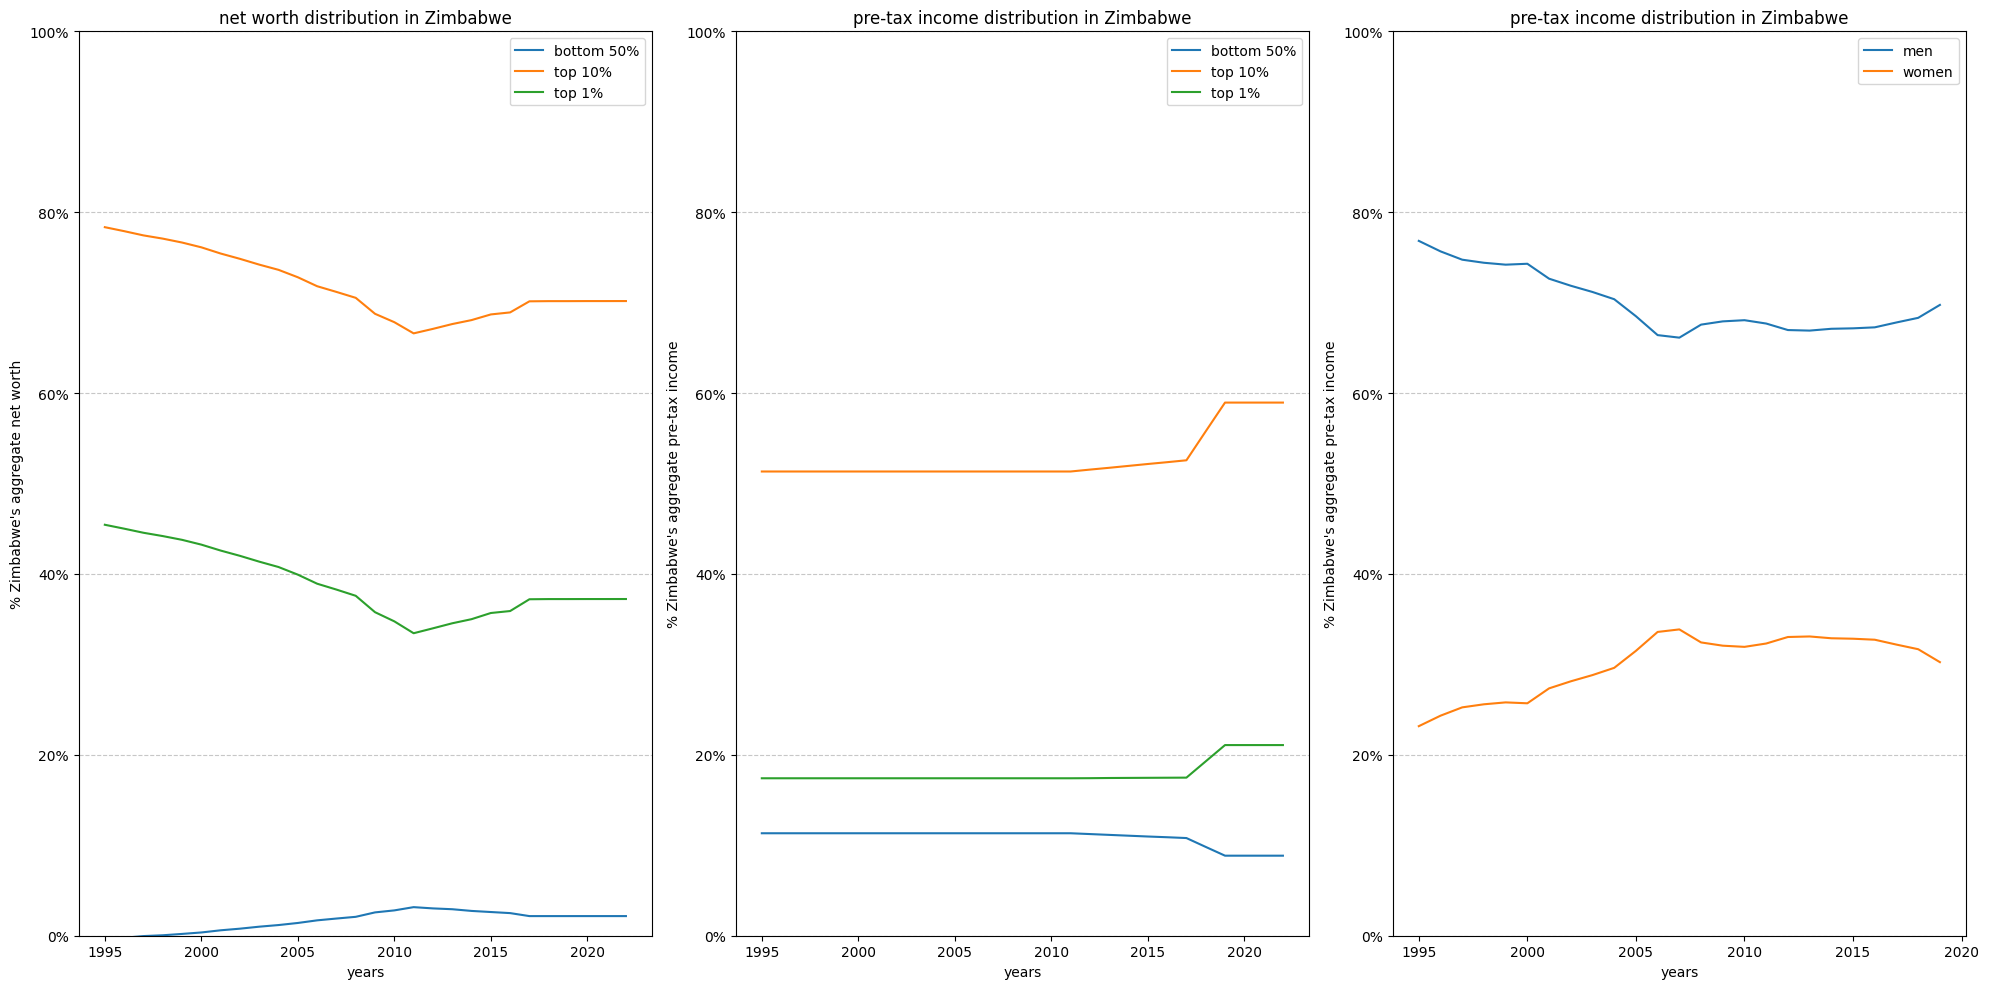 net worth distribution in Zimbabwe
% Zimbabwe's aggregate net worth
100%
80%
60%
40%
20%
0%
bottom 50%
top 10%
top 1%
1995
2000
2005
2010
2015
2020
years
pre-tax income distribution in Zimbabwe
% Zimbabwe's aggregate pre-tax income
100%
80%
60%
40%
20%
0%
bottom 50%
top 10%
top 1%
1995
2000
2005
2010
2015
2020
years
pre-tax income distribution in Zimbabwe
% Zimbabwe's aggregate pre-tax income
100%
80%
60%
40%
20%
0%
men
women
1995
2000
2005
2010
2015
2020
years